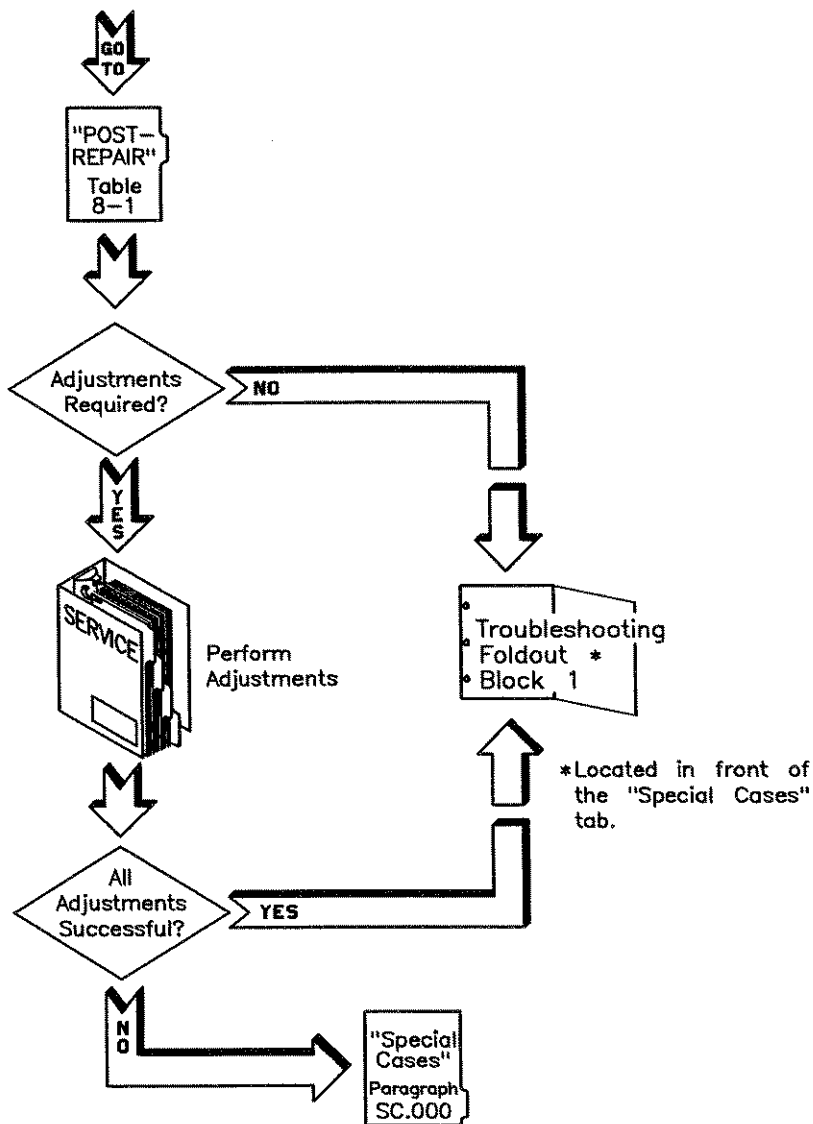 GO
TO
"POST-
REPAIR"
Table
8-1
Adjustments
Required?
NO
YES
SERVICE
Perform
Adjustments
Troubleshooting
Foldout *
Block 1
*Located in front of
the "Special Cases"
tab.
All
Adjustments
Successful?
YES
NO
"Special
Cases"
Paragraph
SC.000